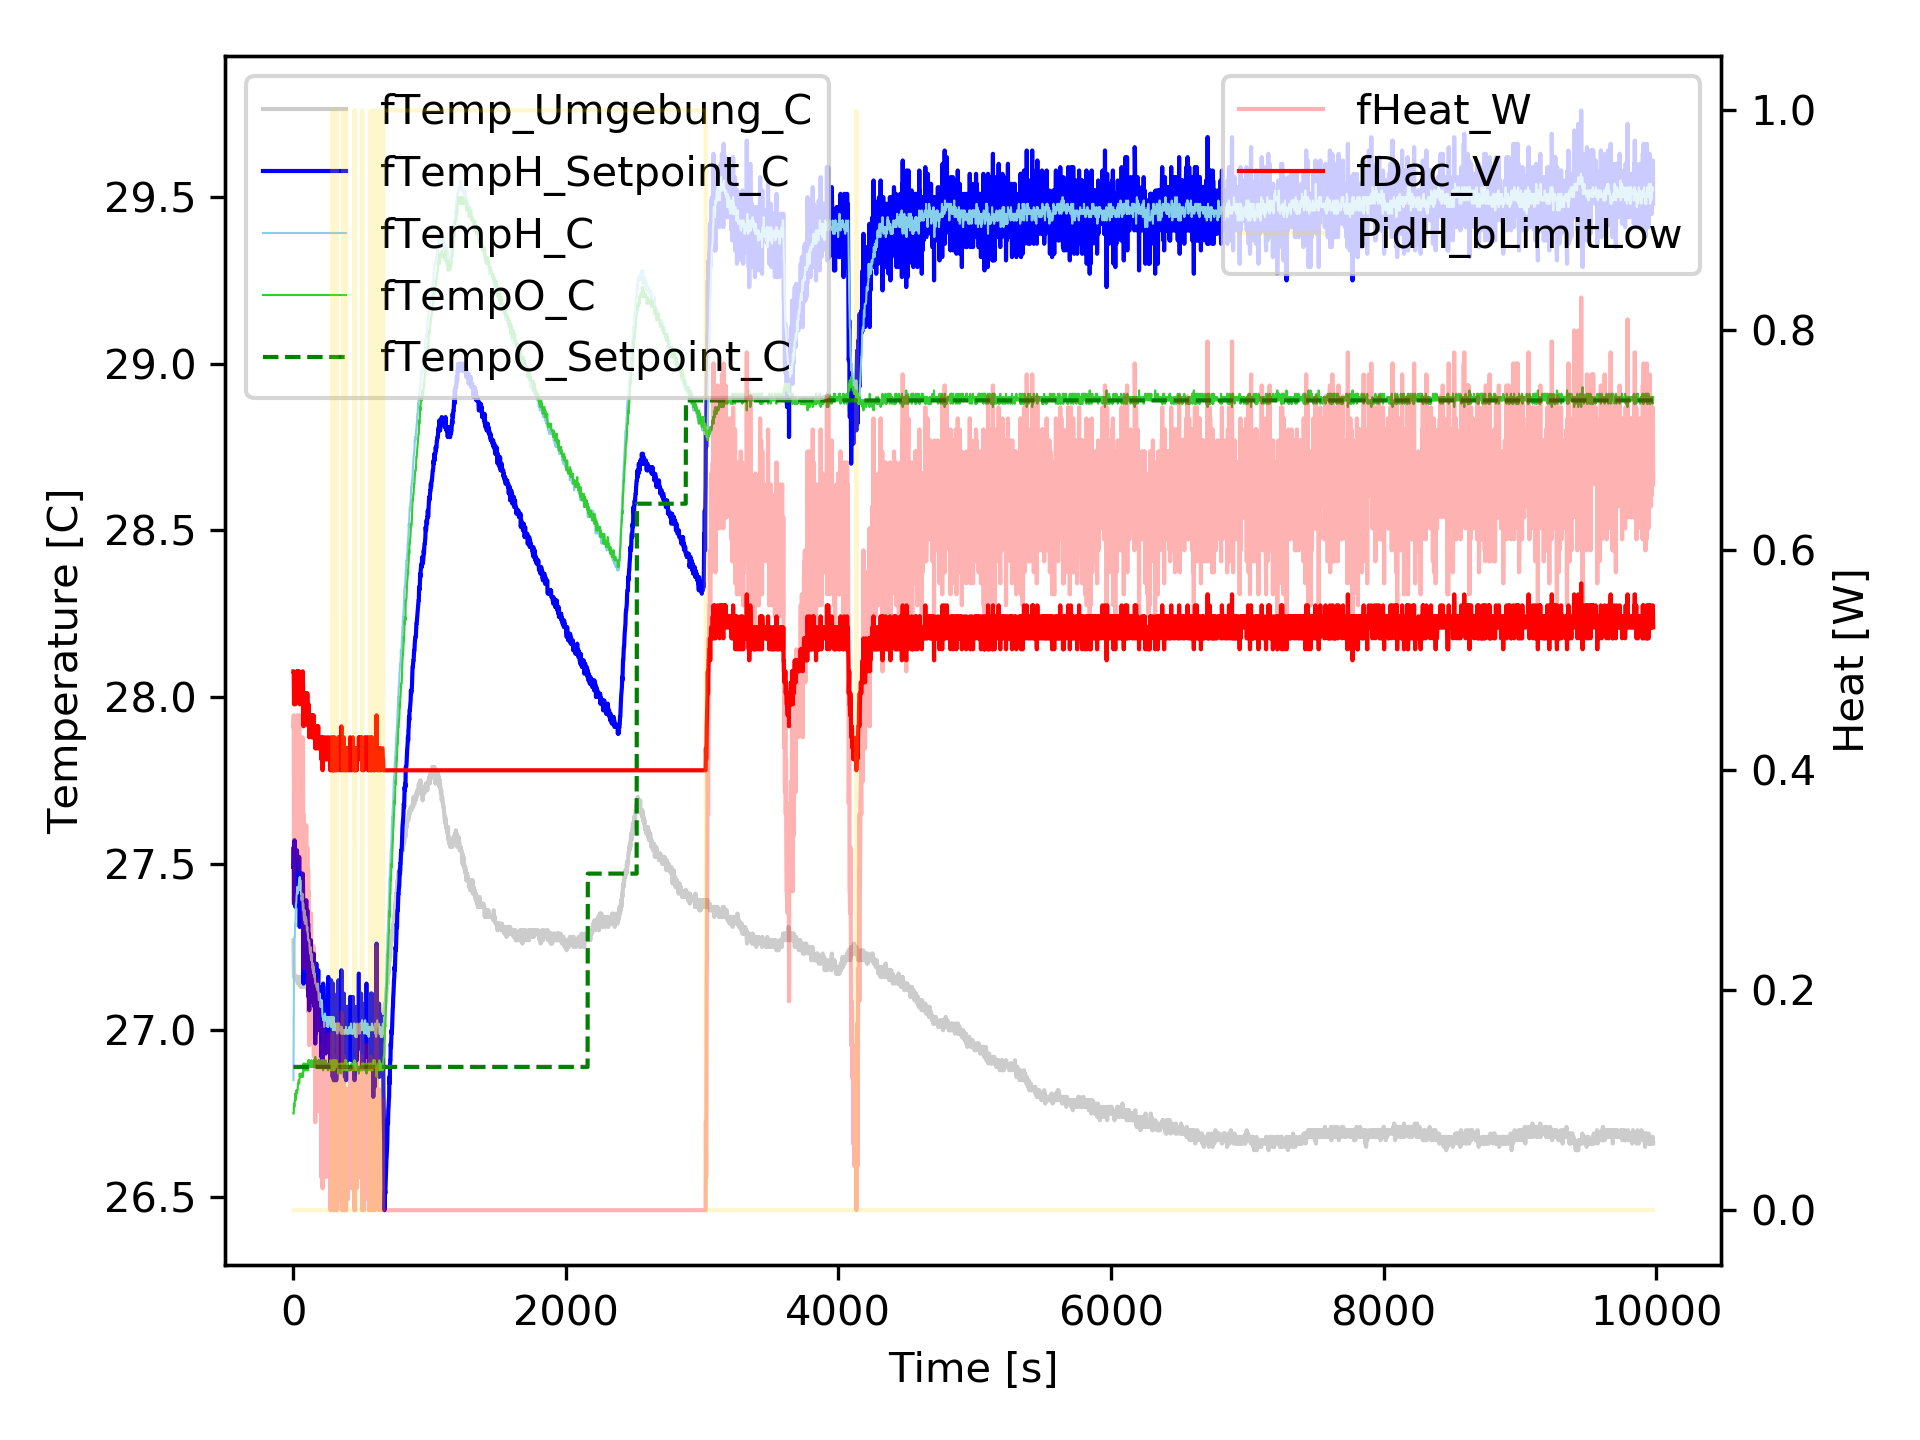 fTemp_Umgebung_C
fTempH_Setpoint_C
fTempH_C
fTempO_C
fTempO_Setpoint_C
fHeat_W
fDac_V
PidH_bLimitLow
Temperature [C]
29.5
29.0
28.5
28.0
27.5
27.0
26.5
1.0
0.8
0.6
0.4
0.2
0.0
Heat [W]
0 2000 4000 6000 8000 10000
Time [s]